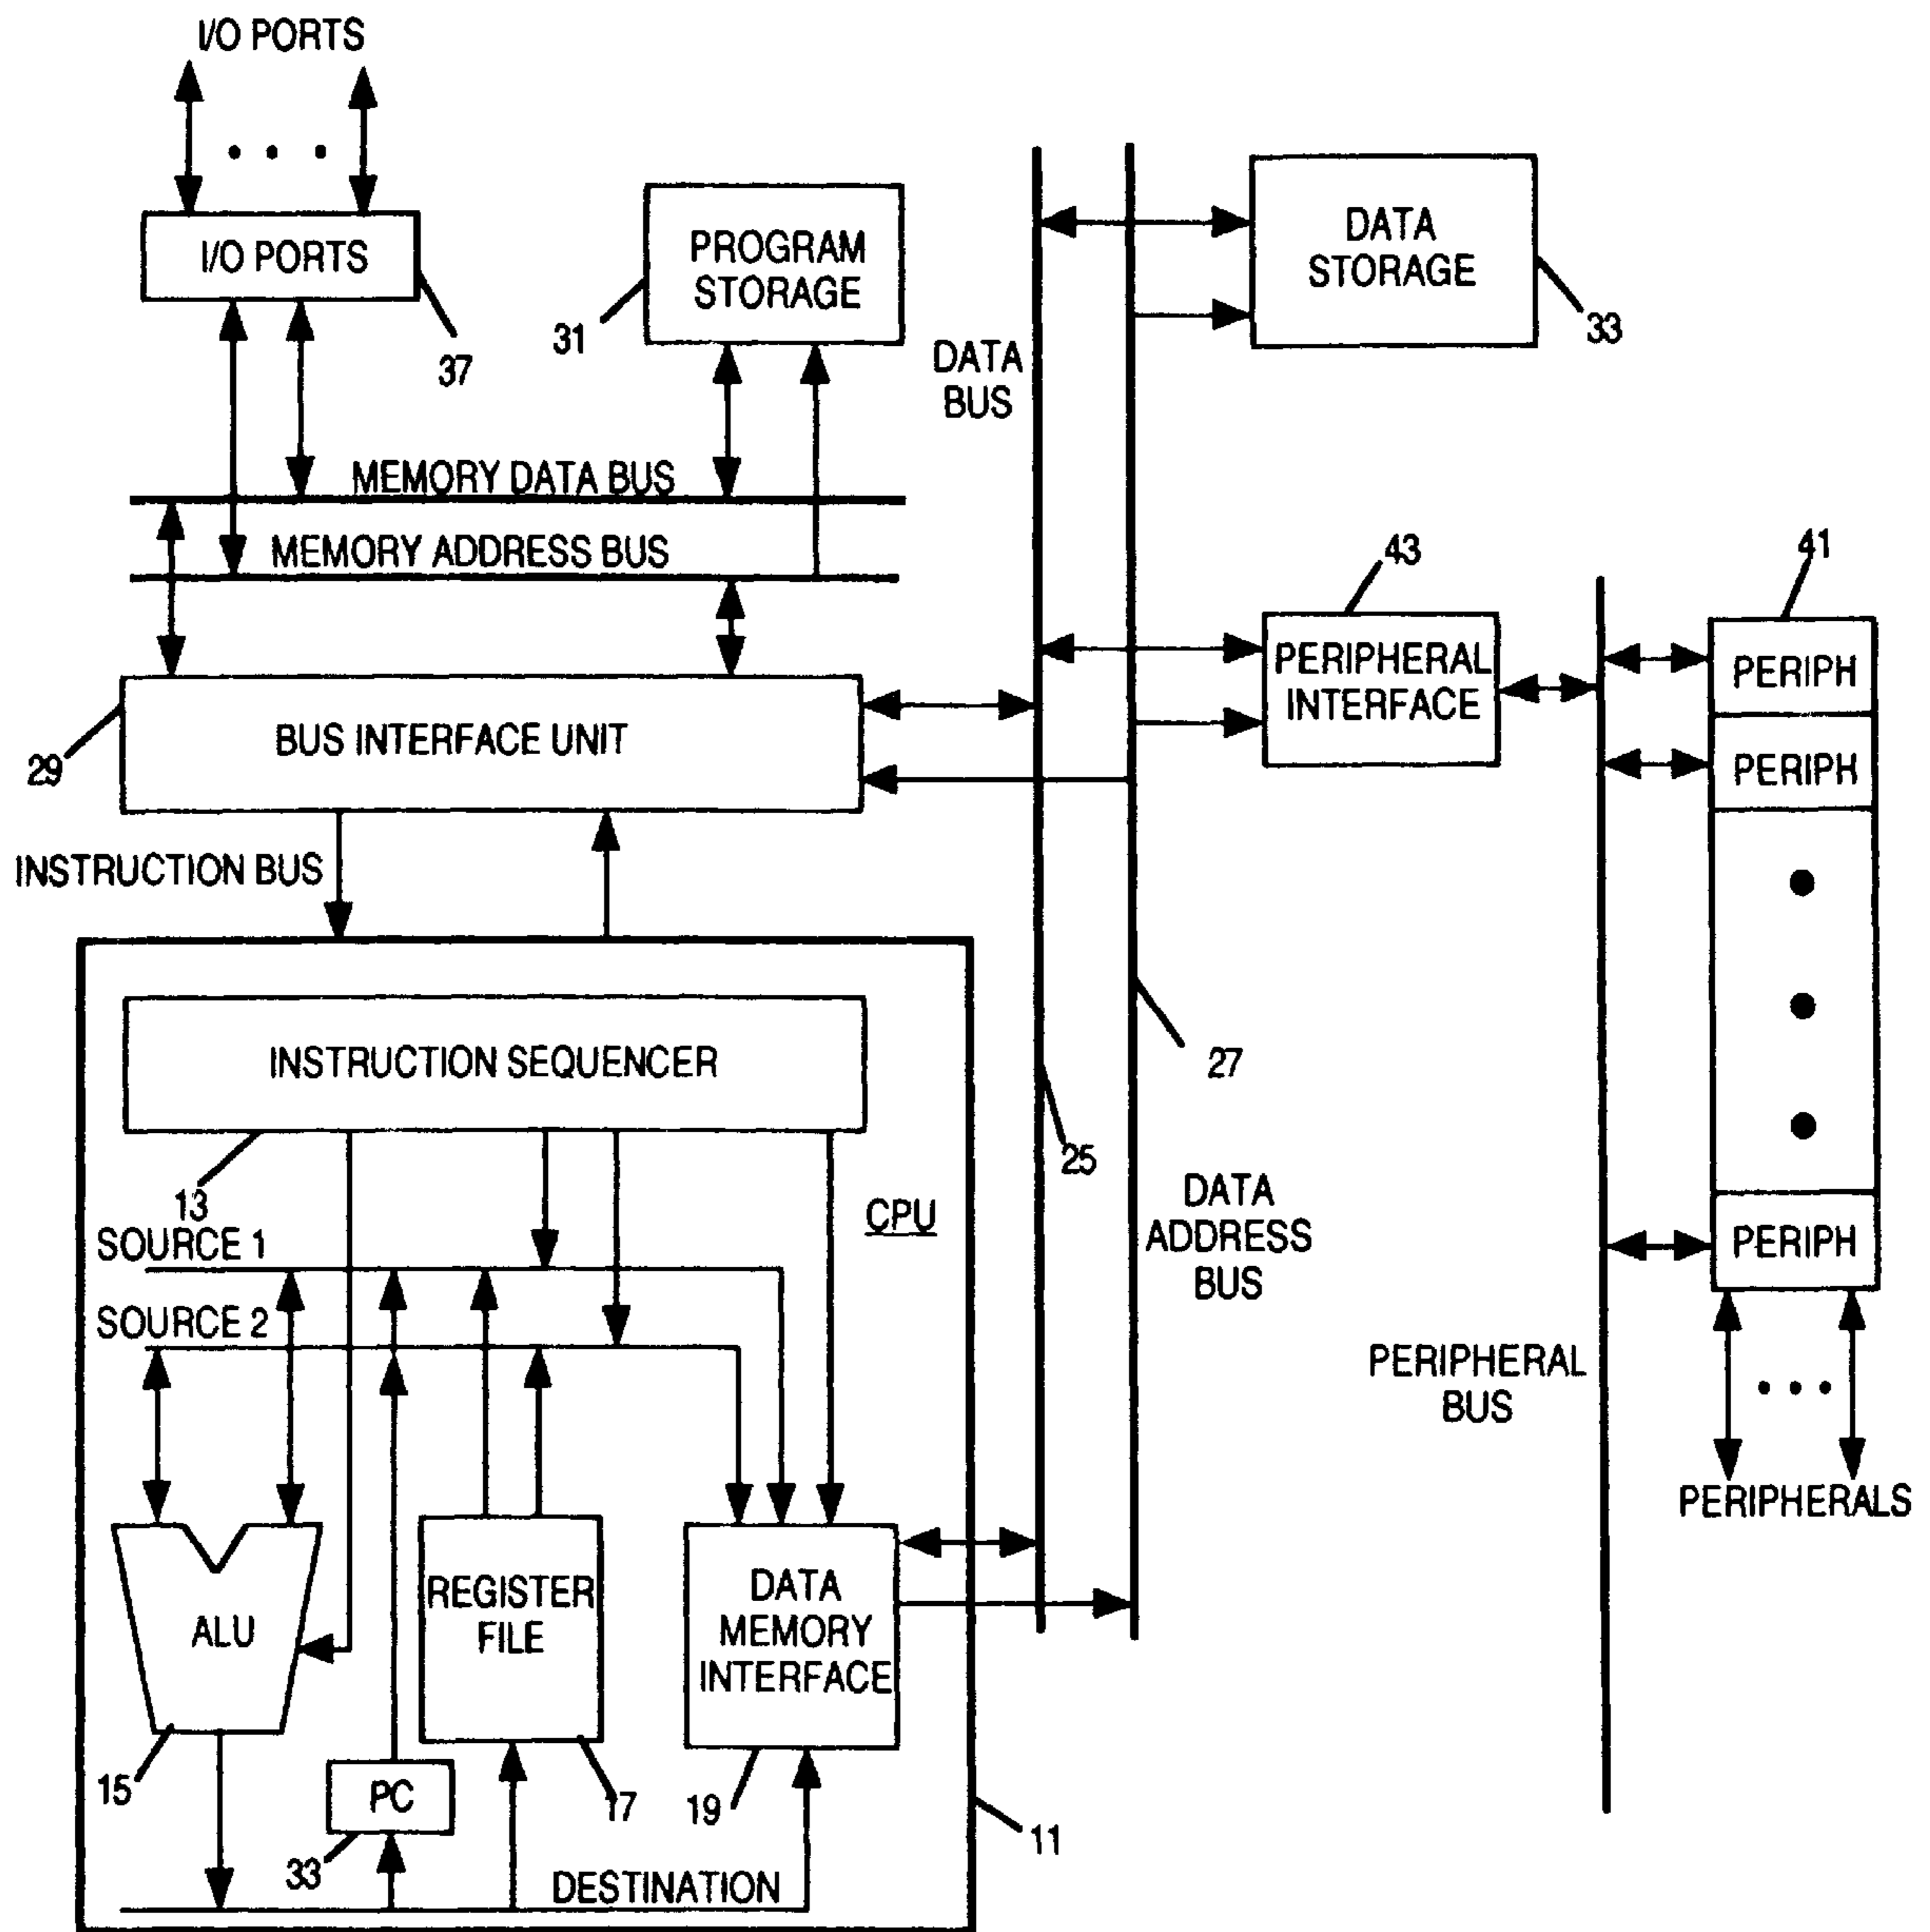 I/O PORTS
I/O PORTS
37
PROGRAM
STORAGE
31
DATA
BUS
DATA
STORAGE
33
MEMORY DATA BUS
MEMORY ADDRESS BUS
BUS INTERFACE UNIT
29
INSTRUCTION BUS
43
PERIPHERAL
INTERFACE
41
PERIPH
PERIPH
PERIPH
PERIPHERALS
PERIPHERAL
BUS
27
25
DATA
ADDRESS
BUS
INSTRUCTION SEQUENCER
13
CPU
SOURCE 1
SOURCE 2
ALU
15
PC
33
REGISTER
FILE
17
DATA
MEMORY
INTERFACE
19
11
DESTINATION